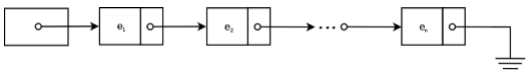 e₁ e₂ ... eₙ